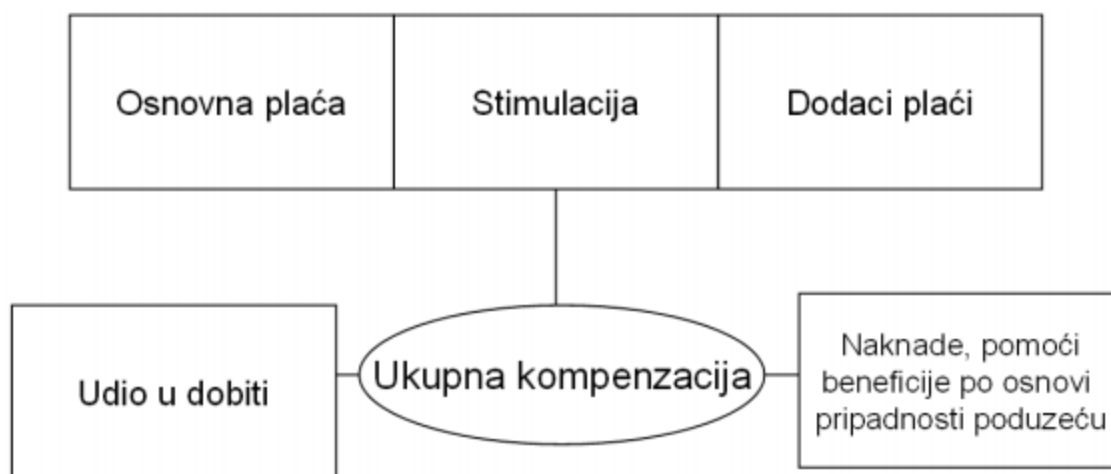 Osnovna plaća
Stimulacija
Dodaci plaći
Udio u dobiti
Ukupna kompenzacija
Naknade, pomoći
beneficije po osnovi
pripadnosti poduzeću